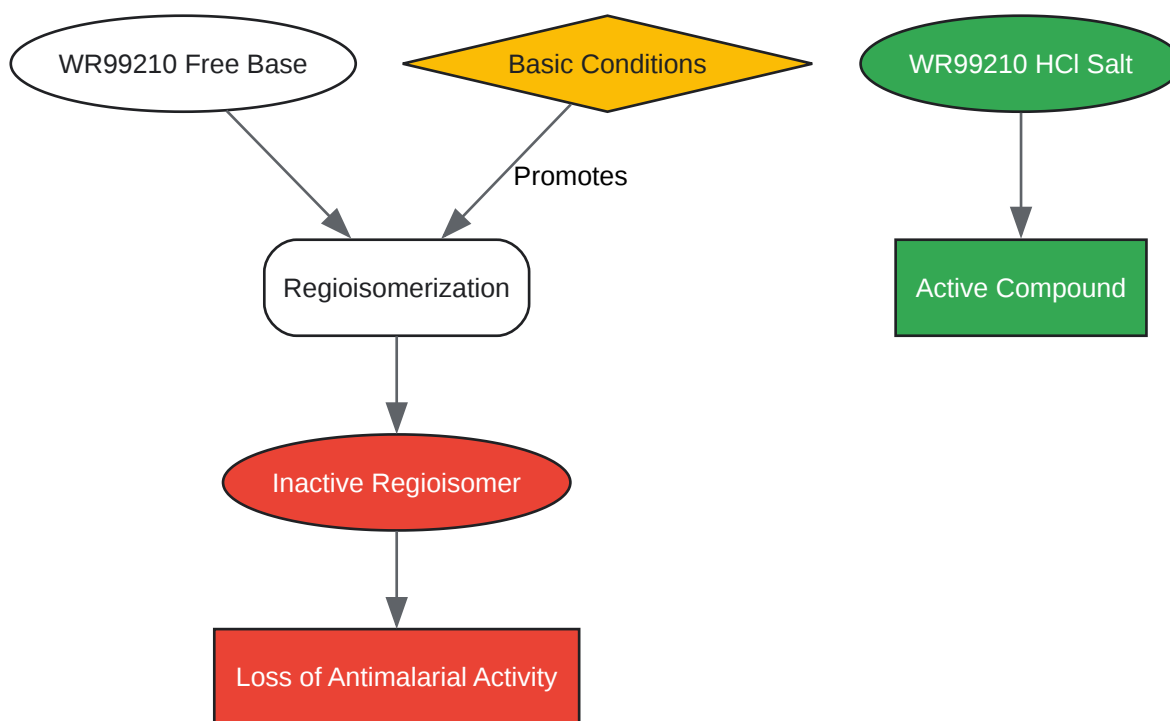 WR99210 Free Base
Basic Conditions
WR99210 HCl Salt
Promotes
Regioisomerization
Active Compound
Inactive Regioisomer
Loss of Antimalarial Activity